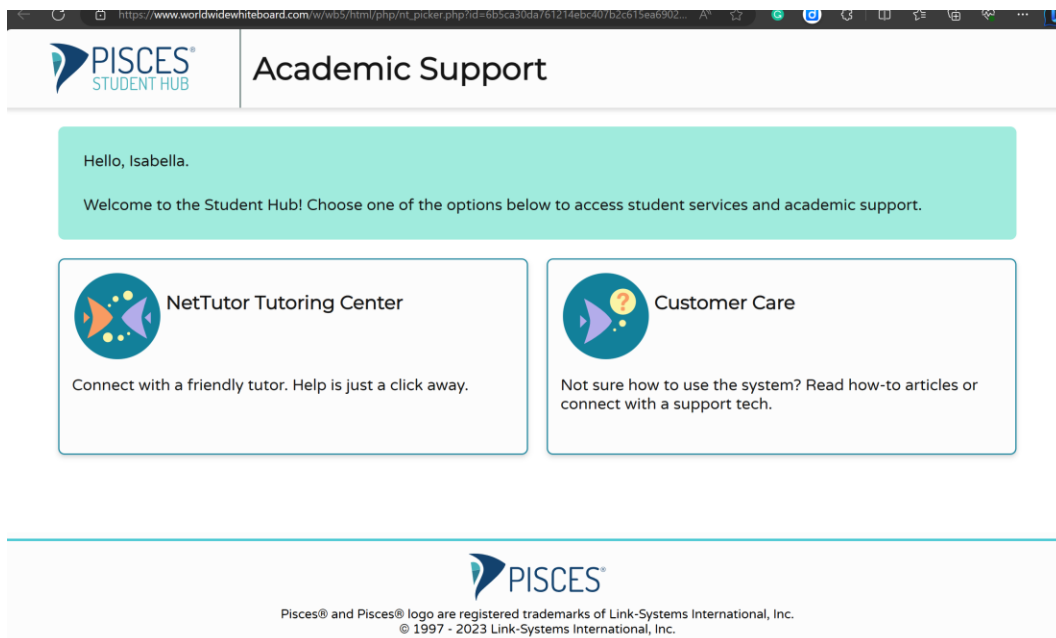 https://www.worldwidewhiteboard.com/w/wb5/html/php/nt_picker.php?id=6b5ca30da761214ebc407b2c615ea6902...
PISCES®
STUDENT HUB
Academic Support
Hello, Isabella.
Welcome to the Student Hub! Choose one of the options below to access student services and academic support.
NetTutor Tutoring Center
Connect with a friendly tutor. Help is just a click away.
?
Customer Care
Not sure how to use the system? Read how-to articles or
connect with a support tech.
PISCES®
Pisces® and Pisces® logo are registered trademarks of Link-Systems International, Inc.
© 1997 - 2023 Link-Systems International, Inc.